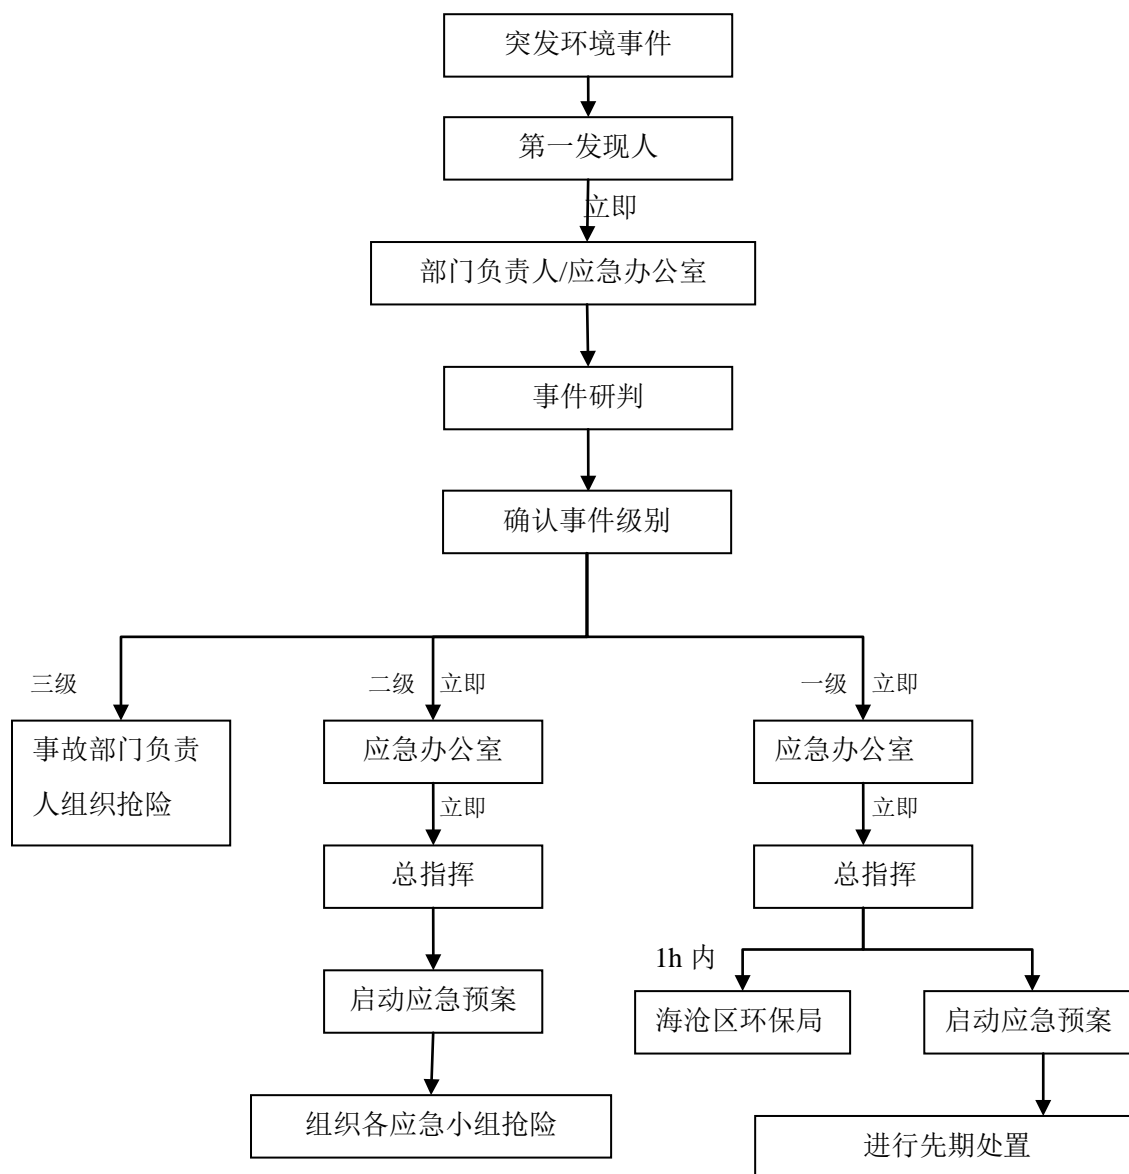 突发环境事件
第一发现人
立即
部门负责人/应急办公室
事件研判
确认事件级别
三级
二级 立即
一级 立即
事故部门负责
人组织抢险
应急办公室
应急办公室
立即
立即
总指挥
总指挥
1h 内
启动应急预案
海沧区环保局
启动应急预案
组织各应急小组抢险
进行先期处置